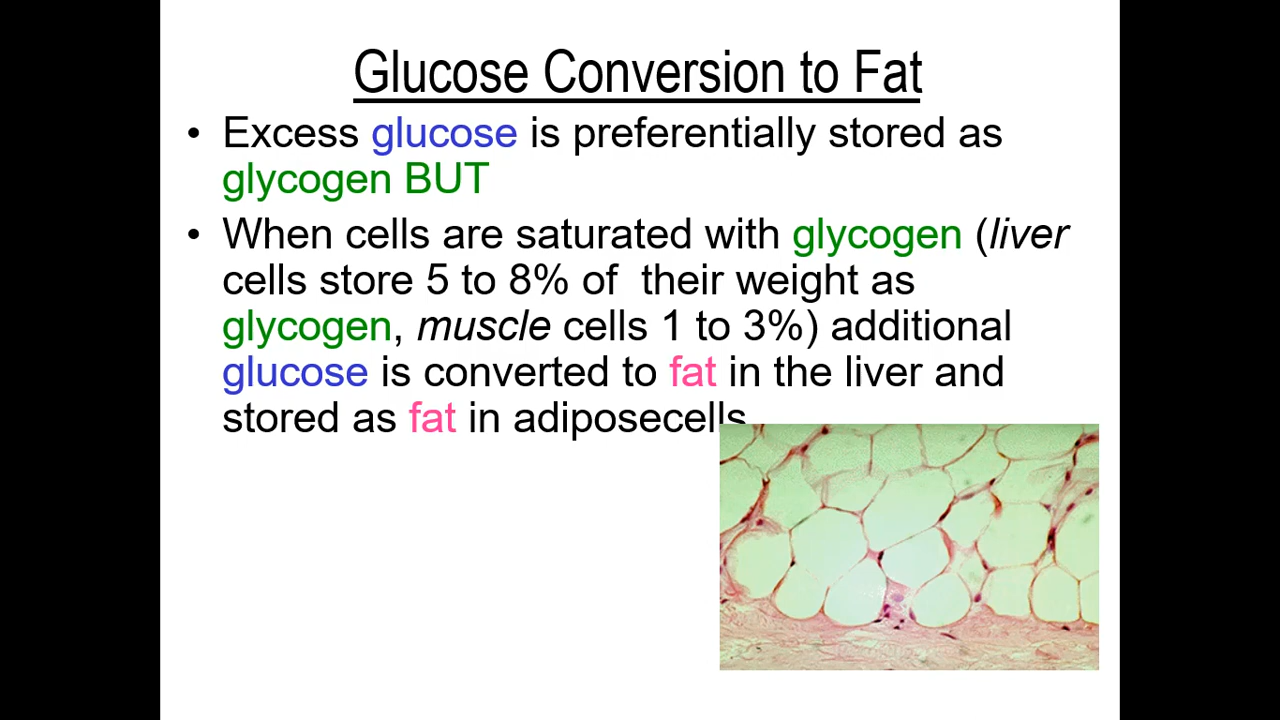 Glucose Conversion to Fat
• Excess glucose is preferentially stored as
glycogen BUT
• When cells are saturated with glycogen (liver
cells store 5 to 8% of  their weight as
glycogen, muscle cells 1 to 3%) additional
glucose is converted to fat in the liver and
stored as fat in adiposecells.